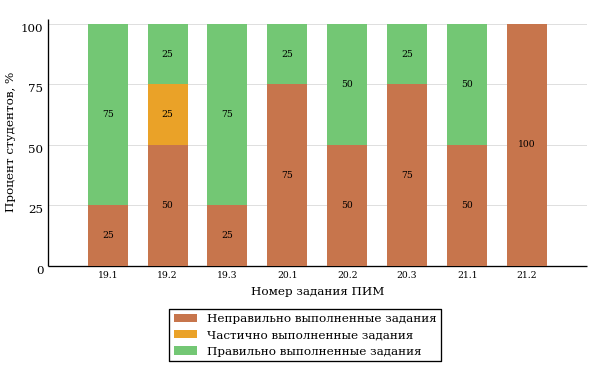 Процент студентов, %
100
75
50
25
0
25 25 25 50 25 50
75 25 75
100
75
50 50 75 50
25 25
19.1 19.2 19.3 20.1 20.2 20.3 21.1 21.2
Номер задания ПИМ
Неправильно выполненные задания
Частично выполненные задания
Правильно выполненные задания